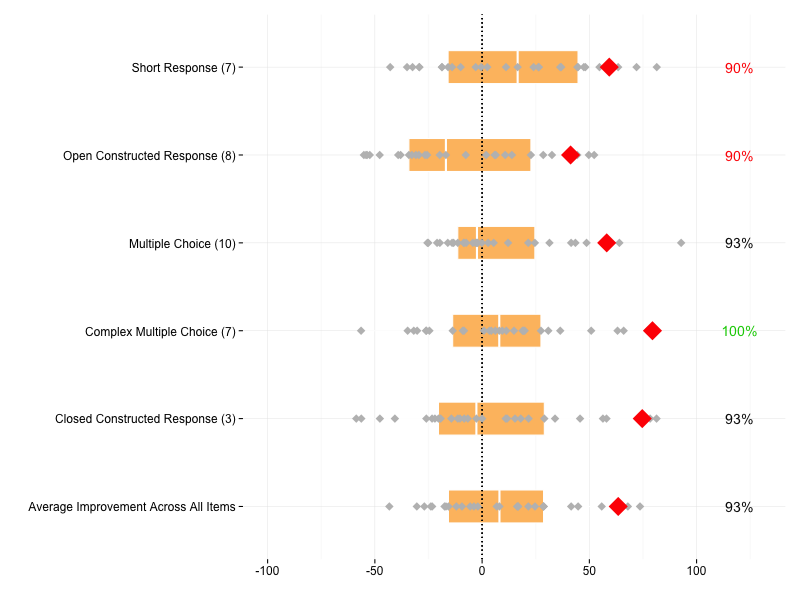 Short Response (7) 90%
Open Constructed Response (8) 90%
Multiple Choice (10) 93%
Complex Multiple Choice (7) 100%
Closed Constructed Response (3) 93%
Average Improvement Across All Items 93%
-100 -50 0 50 100